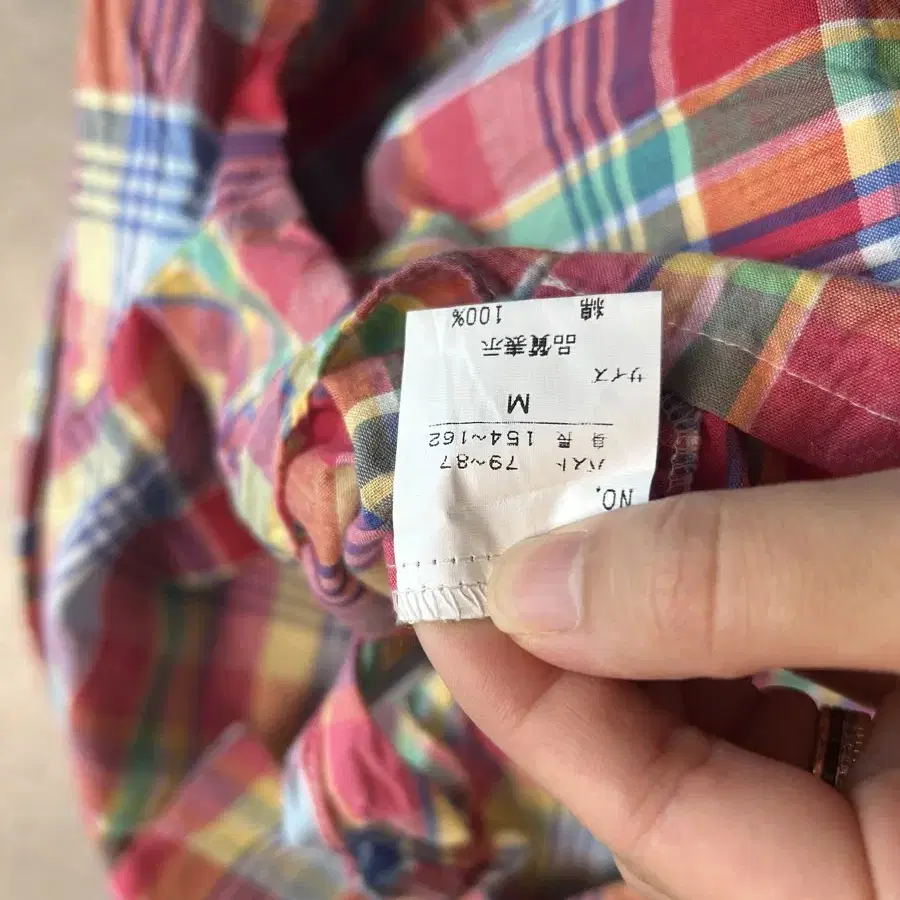 NO.
バスト 79~87
身長 154~162
M
サイズ
品質表示
綿 100%